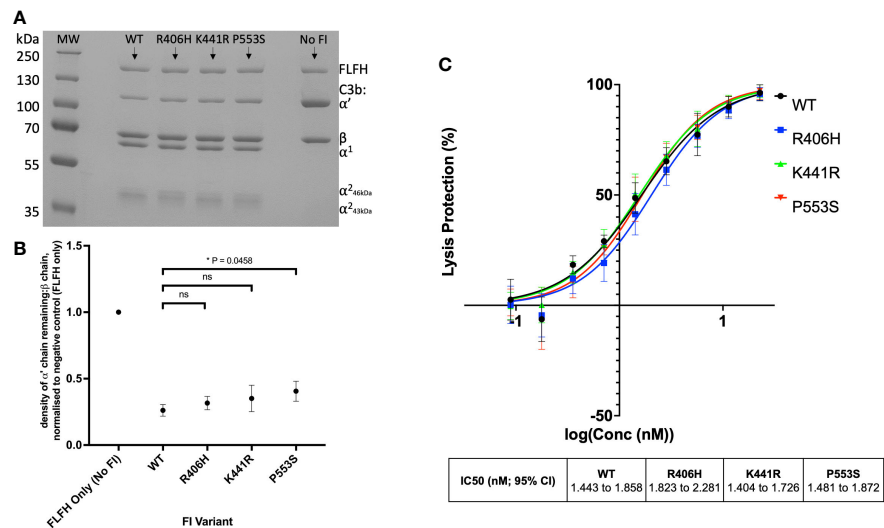 A
kDa MW WT R406H K441R P553S No FI
250
130
100
70
55
35
FLFH
C3b:
α'
β
α¹
α²46kDa
α²43kDa
B
density of α' chain remaining:β chain,
normalised to negative control (FLFH only)
1.5
1.0
0.5
0.0
* P = 0.0458
ns
ns
FLFH Only (No FI)
WT
R406H
K441R
P553S
FI Variant
C
Lysis Protection (%)
100
50
-50
-1
1
log(Conc (nM))
WT
R406H
K441R
P553S
IC50 (nM; 95% CI) WT R406H K441R P553S
1.443 to 1.858 1.823 to 2.281 1.404 to 1.726 1.481 to 1.872